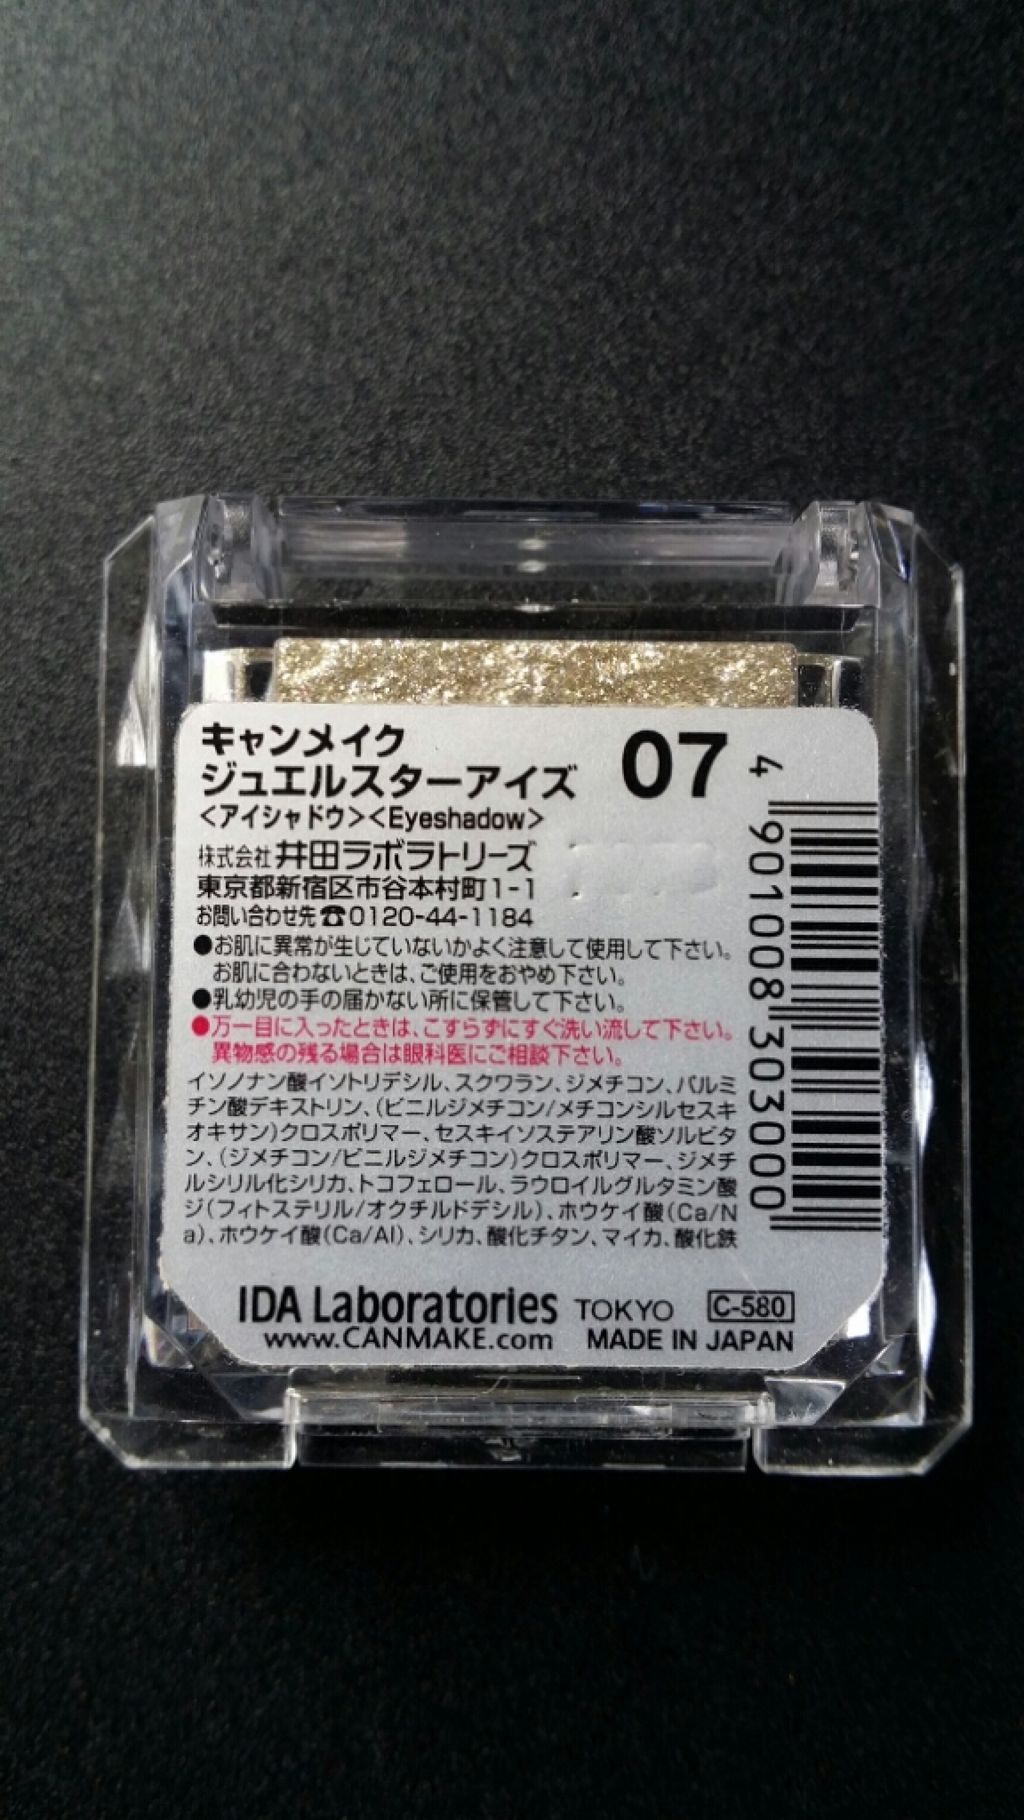 キャンメイク
ジュエルスターアイズ
07
<アイシャドウ><Eyeshadow>
株式会社 井田ラボラトリーズ
東京都新宿区市谷本村町1-1
お問い合わせ先☎0120-44-1184
●お肌に異常が生じていないかよく注意して使用して下さい。
お肌に合わないときは、ご使用をおやめ下さい。
●乳幼児の手の届かない所に保管して下さい。
●万一目に入ったときは、こすらずにすぐ洗い流して下さい。
異物感の残る場合は眼科医にご相談下さい。
イソノナン酸イソトリデシル、スクワラン、ジメチコン、パルミ
チン酸デキストリン、(ビニルジメチコン/メチコンシルセスキ
オキサン)クロスポリマー、セスキイソステアリン酸ソルビタ
ン、(ジメチコン/ビニルジメチコン)クロスポリマー、ジメチ
ルシリル化シリカ、トコフェロール、ラウロイルグルタミン酸
ジ(フィトステリル/オクチルドデシル)、ホウケイ酸(Ca/N
a)、ホウケイ酸(Ca/Al)、シリカ、酸化チタン、マイカ、酸化鉄
IDA Laboratories TOKYO C-580
www.CANMAKE.com MADE IN JAPAN
4 901008 303000